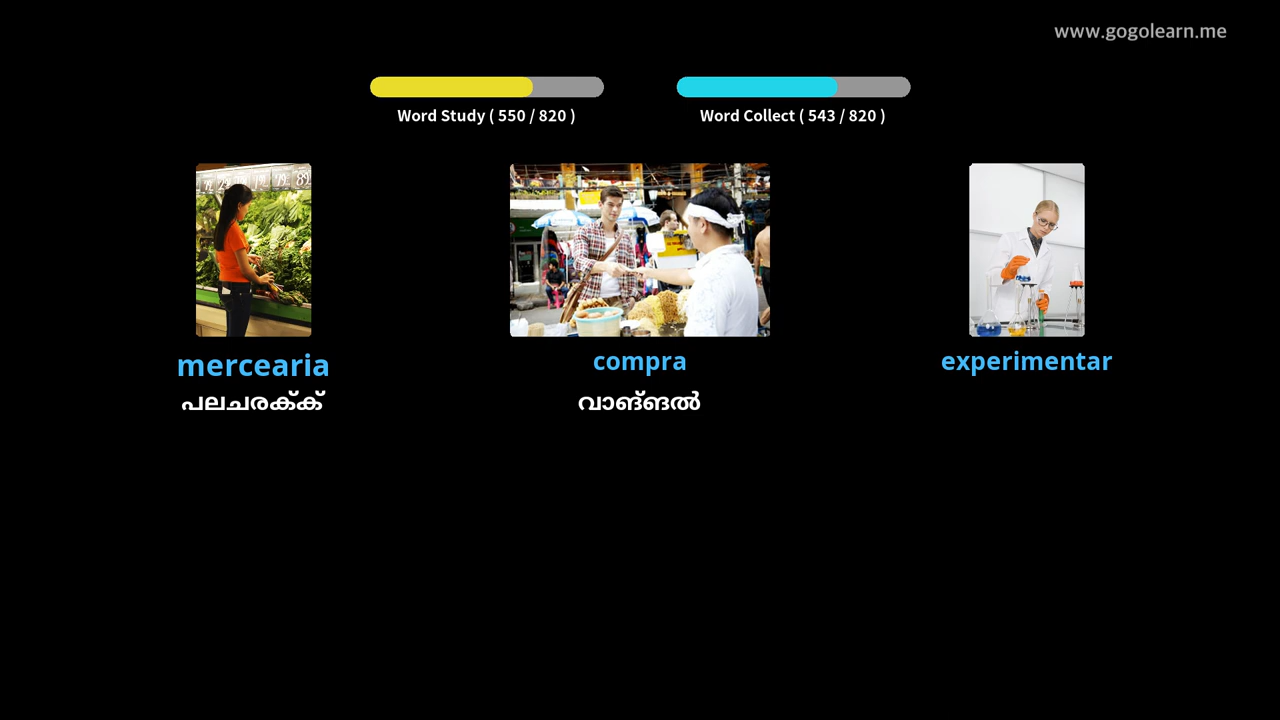 www.gogolearn.me
Word Study ( 550 / 820 )
Word Collect ( 543 / 820 )
mercearia
compra
experimentar
പലചരക്ക്
വാങ്ങൽ